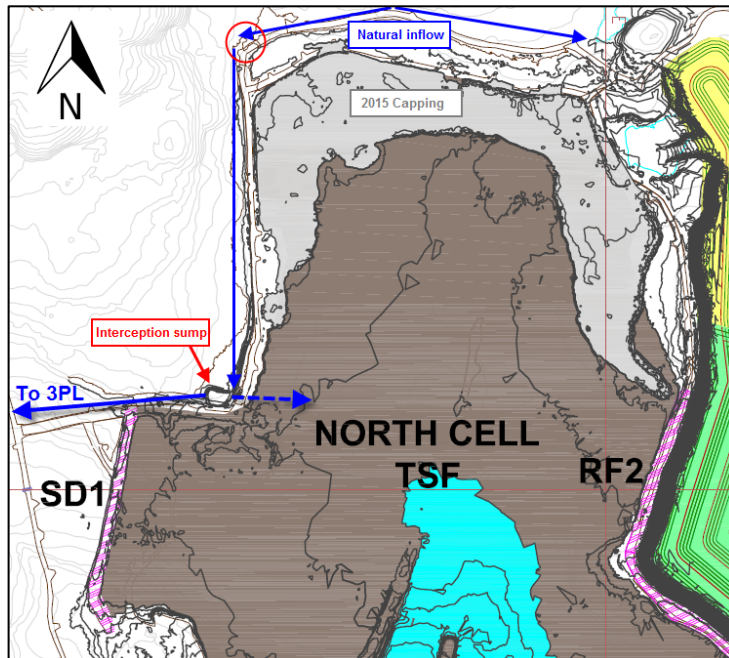 Natural inflow
N
2015 Capping
Interception sump
To 3PL
NORTH CELL
TSF
SD1
RF2